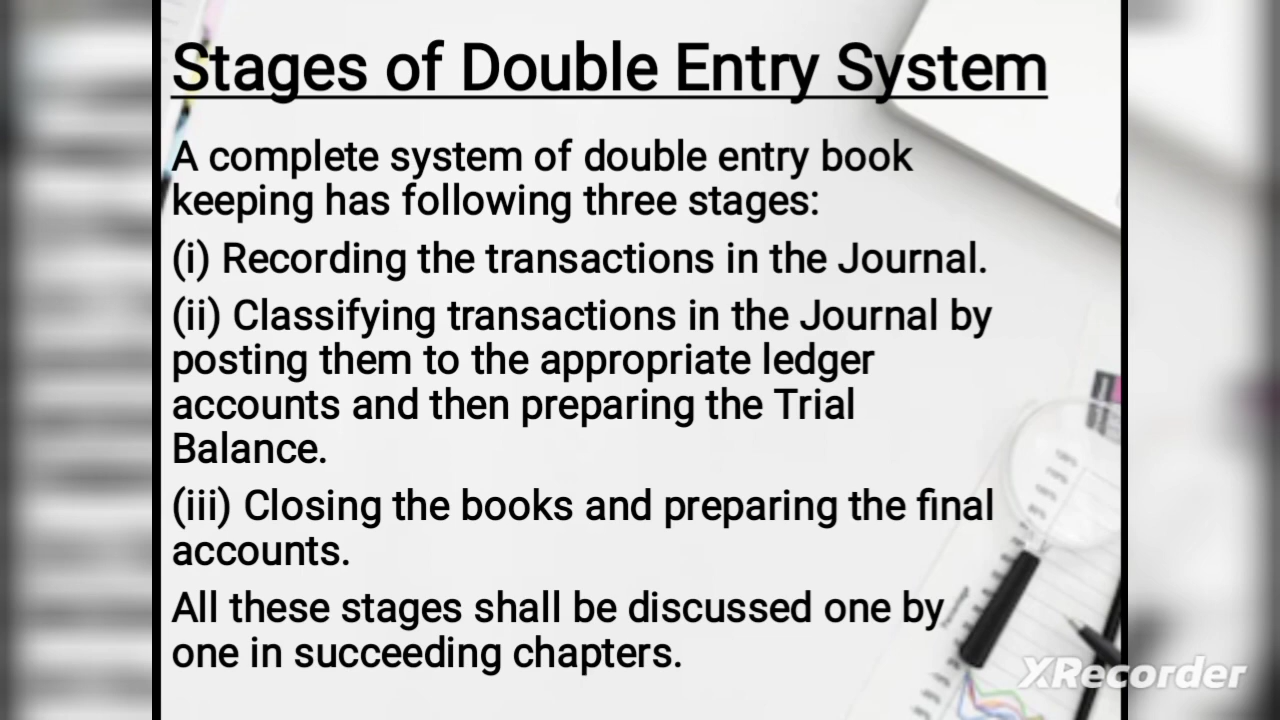 Stages of Double Entry System
A complete system of double entry book
keeping has following three stages:
(i) Recording the transactions in the Journal.
(ii) Classifying transactions in the Journal by
posting them to the appropriate ledger
accounts and then preparing the Trial
Balance.
(iii) Closing the books and preparing the final
accounts.
All these stages shall be discussed one by
one in succeeding chapters.
XRecorder